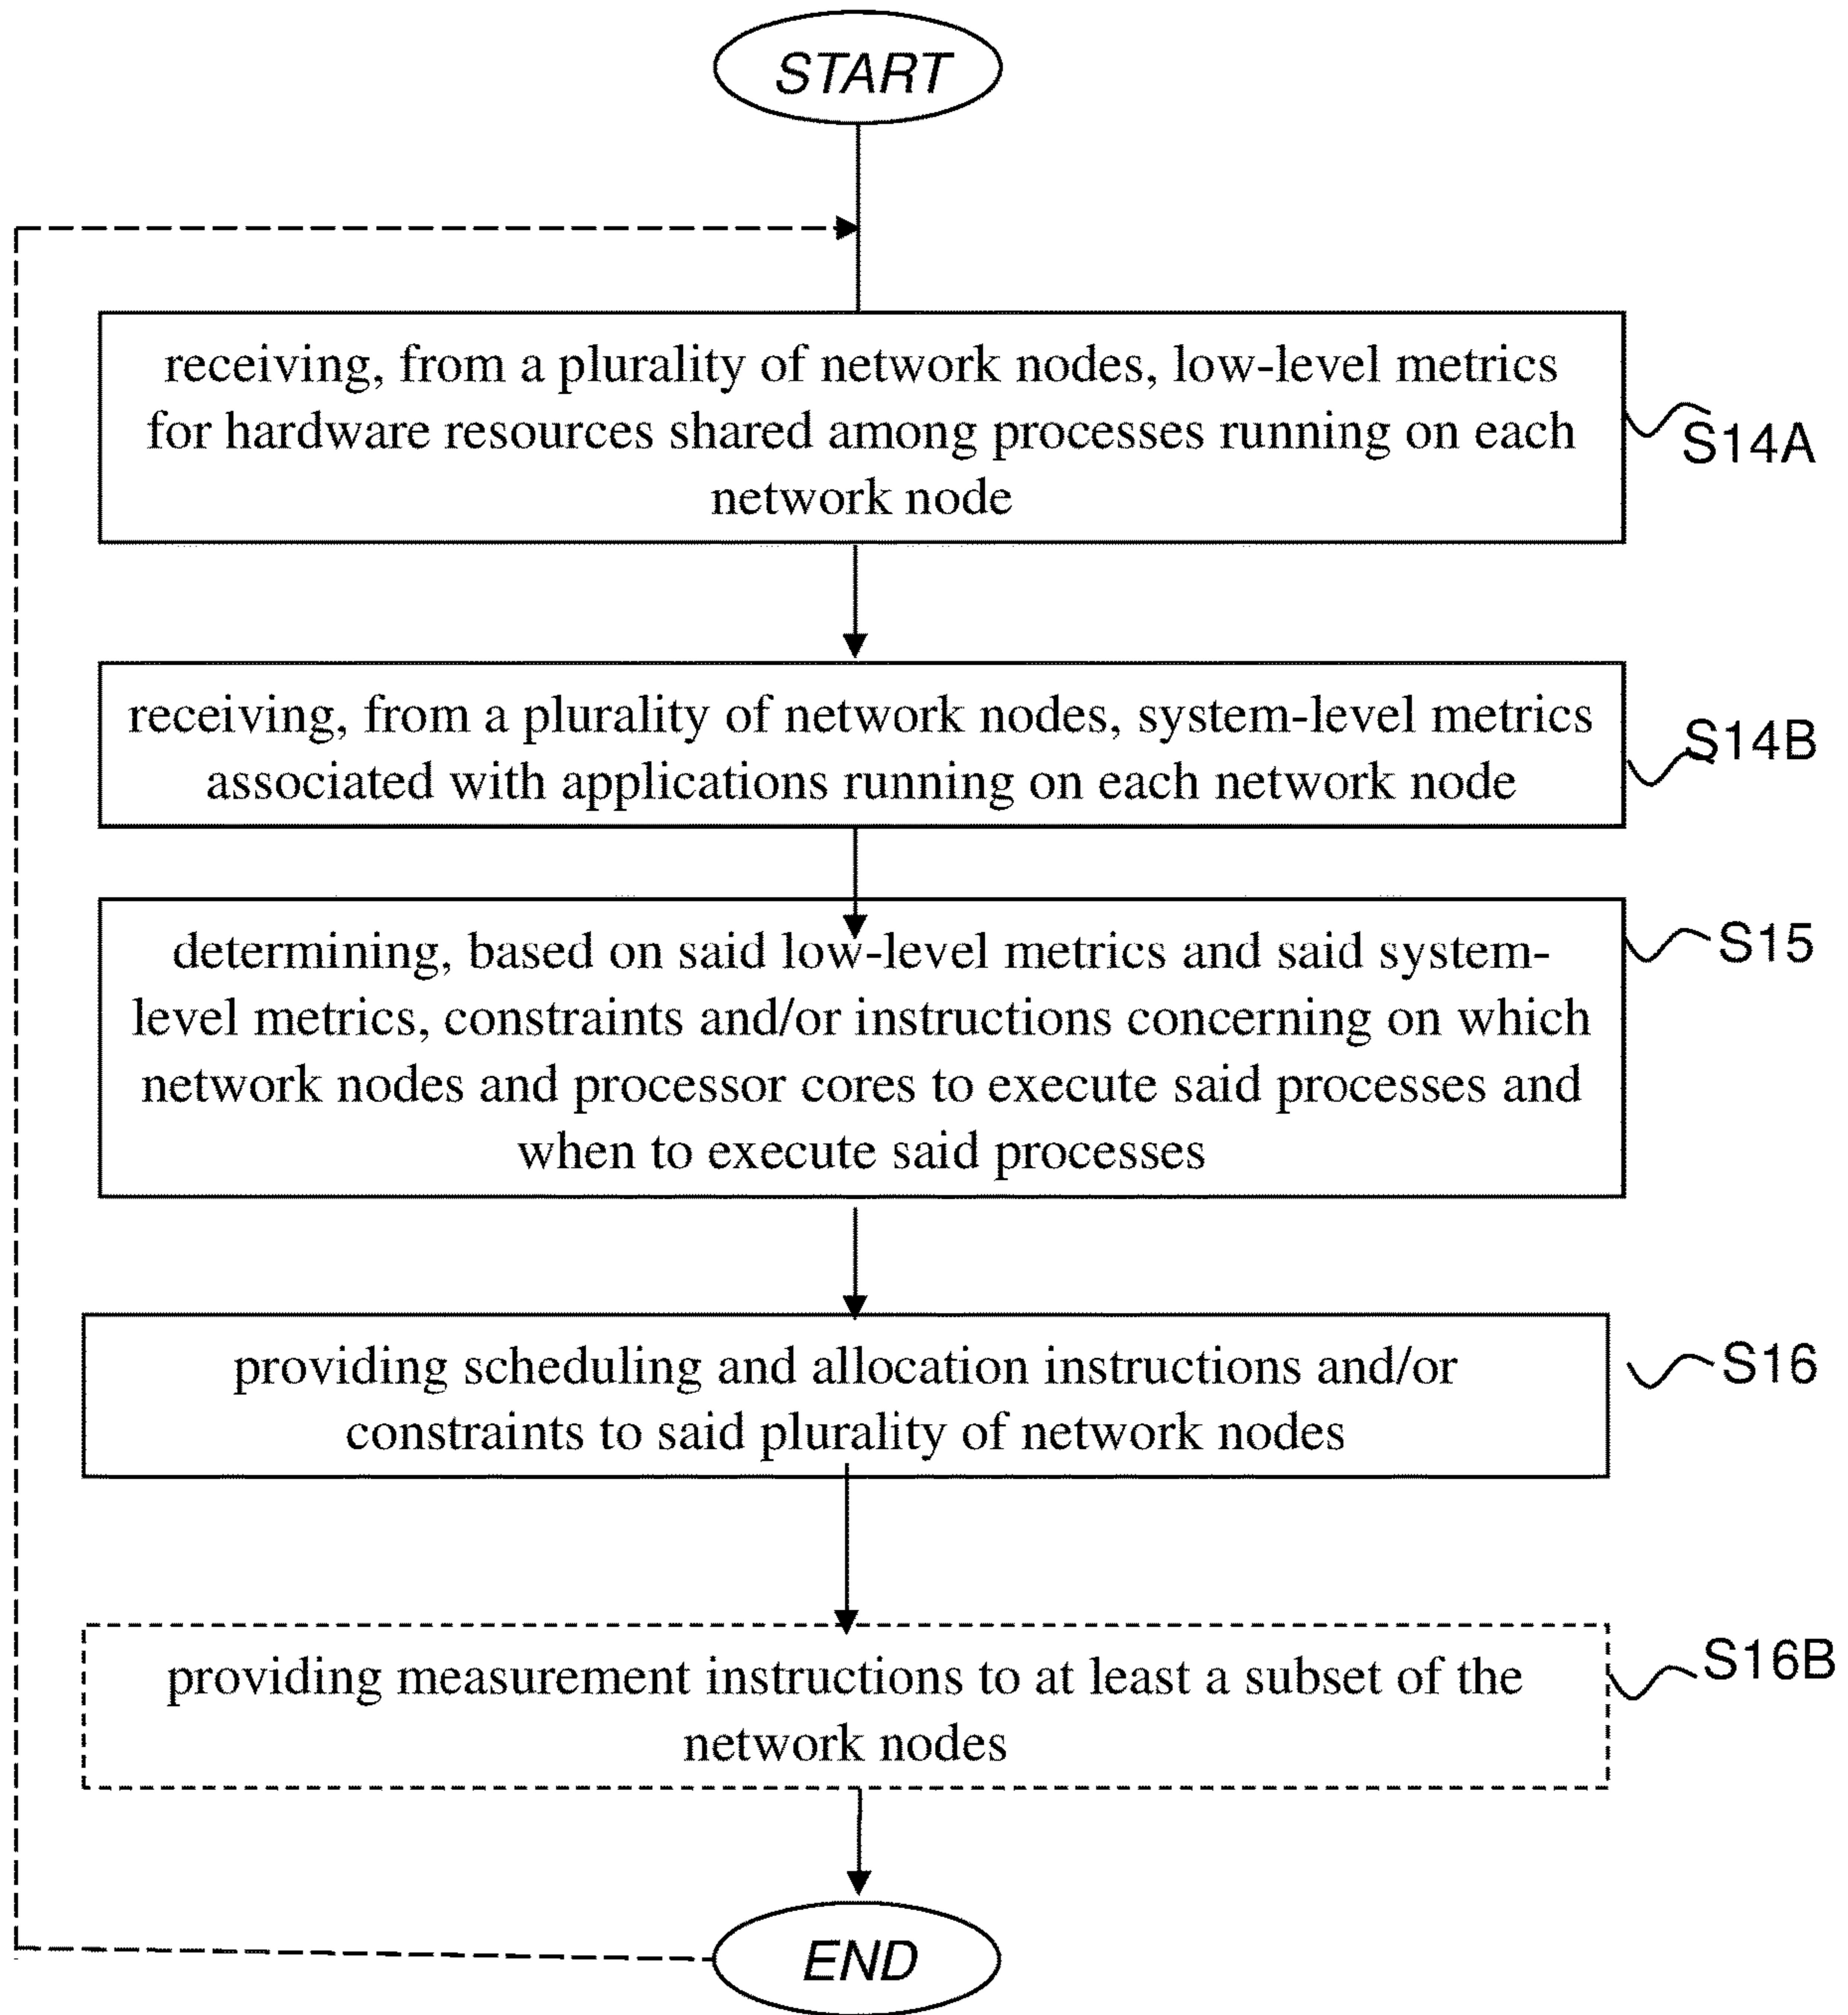 START
receiving, from a plurality of network nodes, low-level metrics
for hardware resources shared among processes running on each
network node
S14A
receiving, from a plurality of network nodes, system-level metrics
associated with applications running on each network node
S14B
determining, based on said low-level metrics and said system-
level metrics, constraints and/or instructions concerning on which
network nodes and processor cores to execute said processes and
when to execute said processes
S15
providing scheduling and allocation instructions and/or
constraints to said plurality of network nodes
S16
providing measurement instructions to at least a subset of the
network nodes
S16B
END